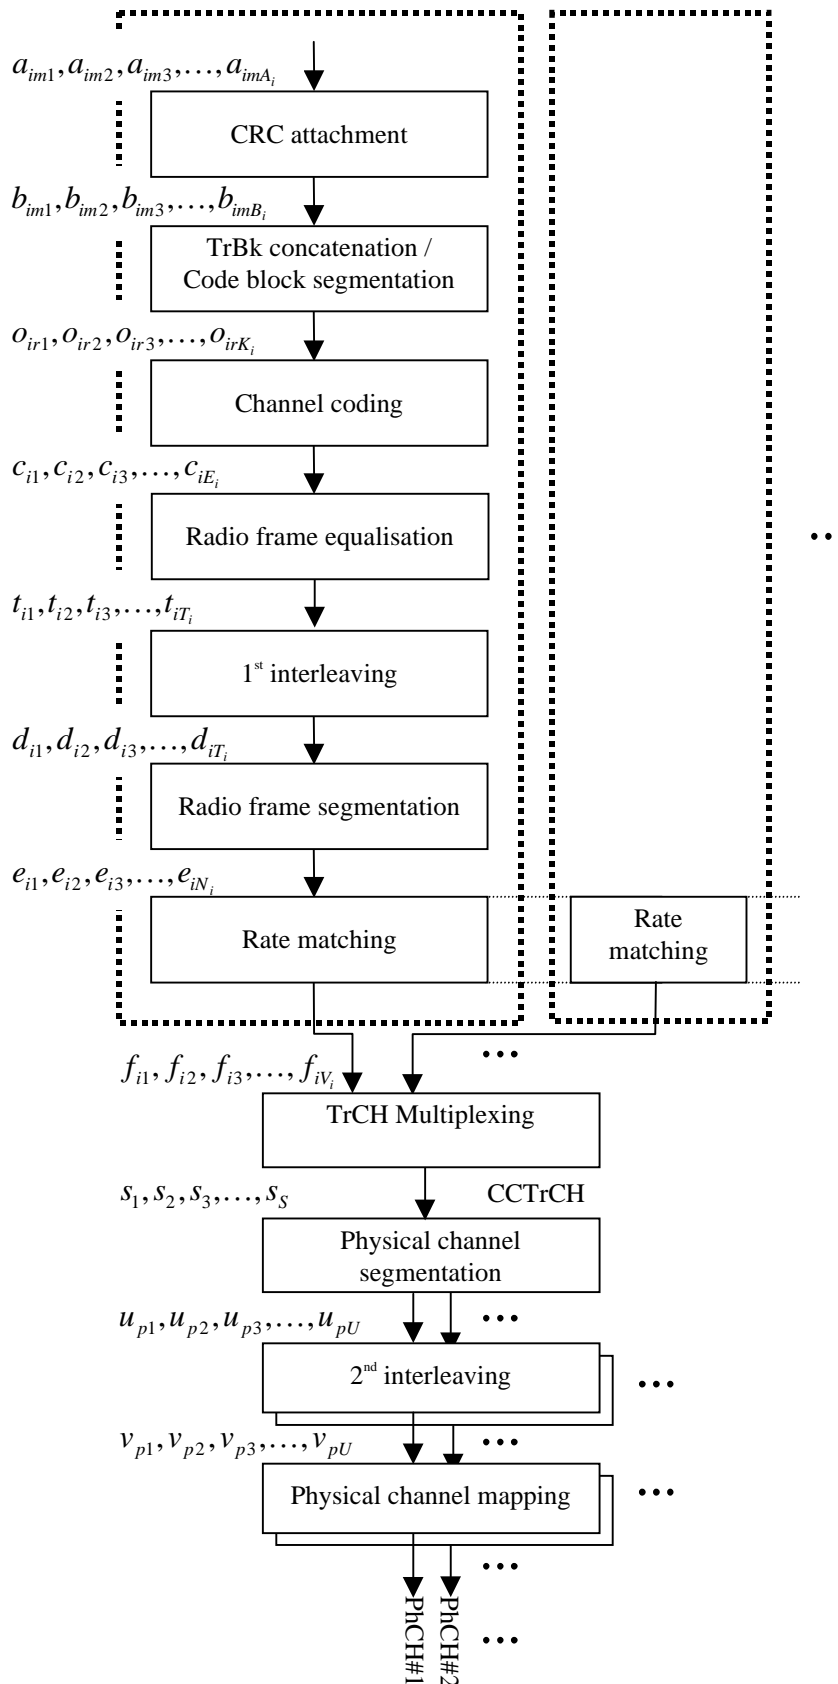 a_{im1}, a_{im2}, a_{im3}, …, a_{imA_i}
CRC attachment
b_{im1}, b_{im2}, b_{im3}, …, b_{imB_i}
TrBk concatenation /
Code block segmentation
o_{ir1}, o_{ir2}, o_{ir3}, …, o_{irK_i}
Channel coding
c_{i1}, c_{i2}, c_{i3}, …, c_{iE_i}
Radio frame equalisation
t_{i1}, t_{i2}, t_{i3}, …, t_{iT_i}
1st interleaving
d_{i1}, d_{i2}, d_{i3}, …, d_{iT_i}
Radio frame segmentation
e_{i1}, e_{i2}, e_{i3}, …, e_{iN_i}
Rate matching
Rate
matching
f_{i1}, f_{i2}, f_{i3}, …, f_{iV_i}
TrCH Multiplexing
s_1, s_2, s_3, …, s_S
CCTrCH
Physical channel
segmentation
u_{p1}, u_{p2}, u_{p3}, …, u_{pU}
2nd interleaving
v_{p1}, v_{p2}, v_{p3}, …, v_{pU}
Physical channel mapping
PhCH#1
PhCH#2